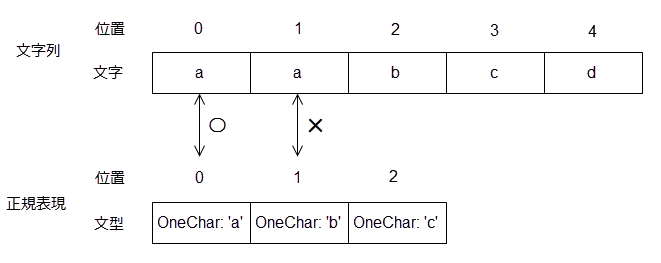 位置 0 1 2 3 4
文字列
文字 a a b c d
○ ×
位置 0 1 2
正規表現
文型 OneChar: 'a' OneChar: 'b' OneChar: 'c'